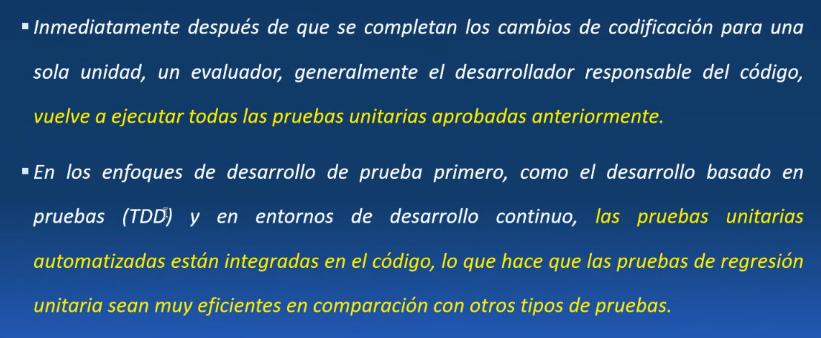 ▪ Inmediatamente después de que se completan los cambios de codificación para una
sola unidad, un evaluador, generalmente el desarrollador responsable del código,
vuelve a ejecutar todas las pruebas unitarias aprobadas anteriormente.
▪ En los enfoques de desarrollo de prueba primero, como el desarrollo basado en
pruebas (TDD) y en entornos de desarrollo continuo, las pruebas unitarias
automatizadas están integradas en el código, lo que hace que las pruebas de regresión
unitaria sean muy eficientes en comparación con otros tipos de pruebas.